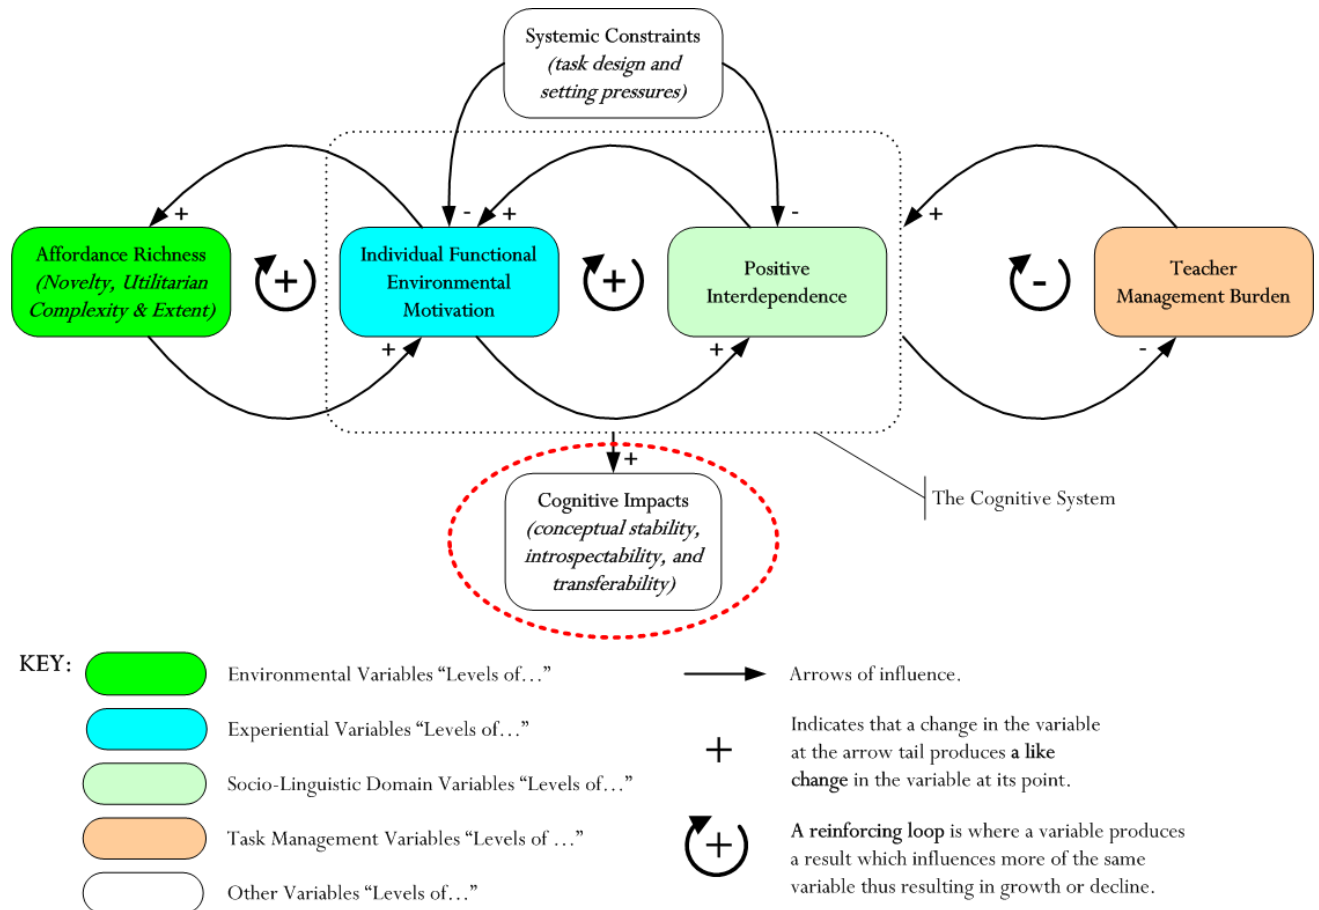 Systemic Constraints
(task design and
setting pressures)
+
-
+
-
+
Affordance Richness
(Novelty, Utilitarian
Complexity & Extent)
+
Individual Functional
Environmental
Motivation
+
Positive
Interdependence
-
Teacher
Management Burden
+
+
-
+
Cognitive Impacts
(conceptual stability,
introspectability, and
transferability)
The Cognitive System
KEY:
Environmental Variables “Levels of…”
Experiential Variables “Levels of…”
Socio-Linguistic Domain Variables “Levels of…”
Task Management Variables “Levels of …”
Other Variables “Levels of…”
Arrows of influence.
+
Indicates that a change in the variable
at the arrow tail produces a like
change in the variable at its point.
+
A reinforcing loop is where a variable produces
a result which influences more of the same
variable thus resulting in growth or decline.